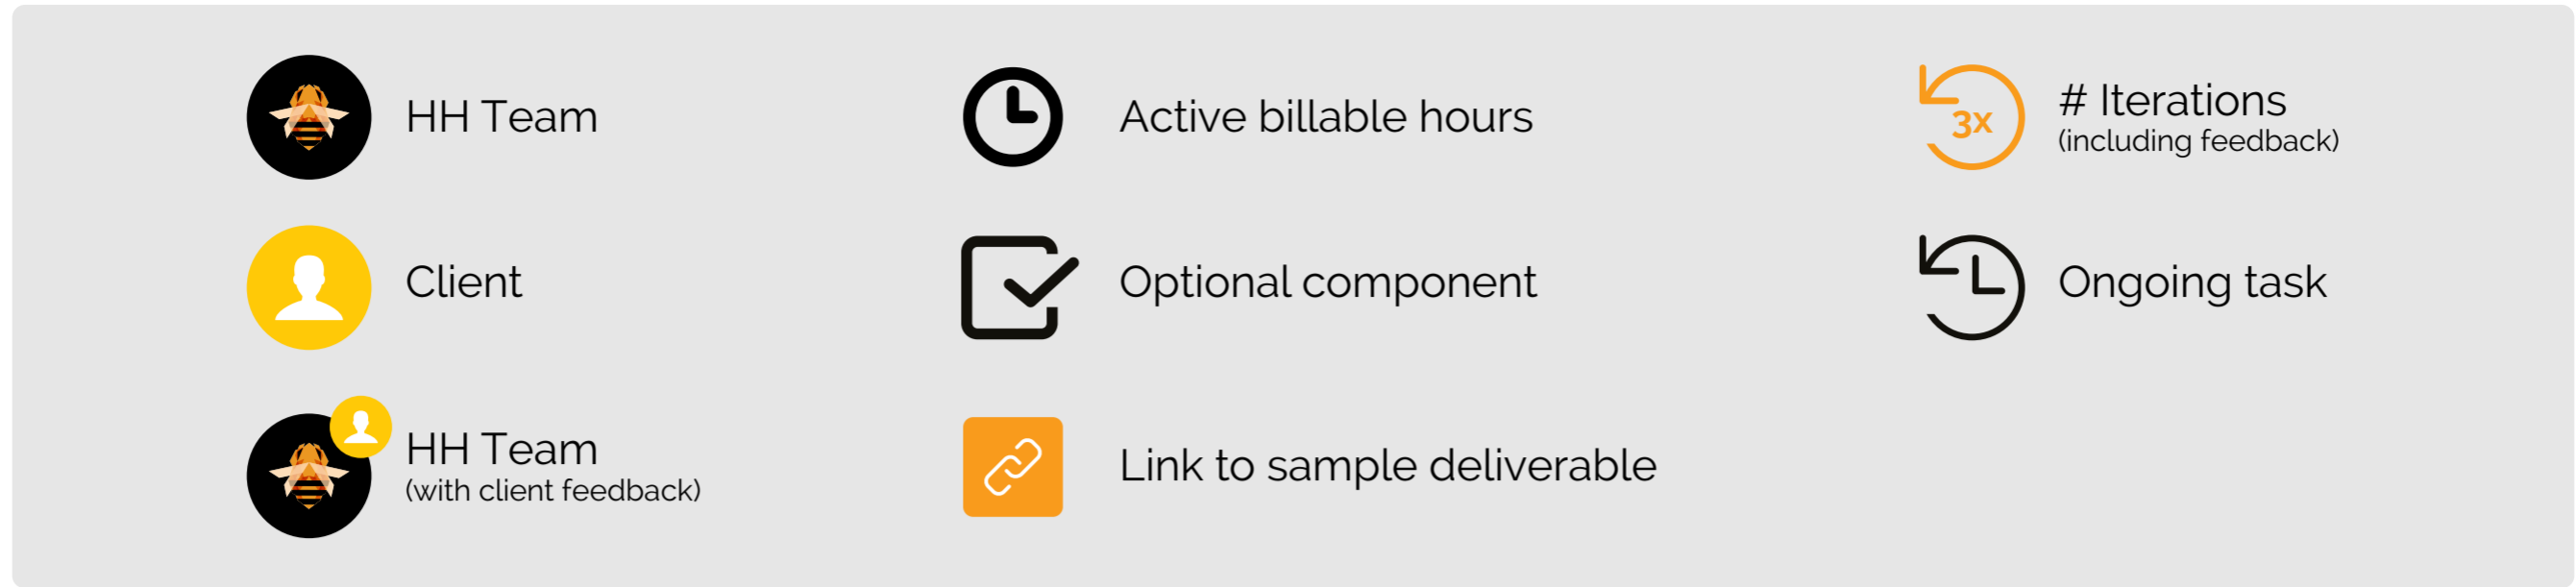 HH Team
Client
HH Team
(with client feedback)
Active billable hours
Optional component
Link to sample deliverable
3x
# Iterations
(including feedback)
Ongoing task